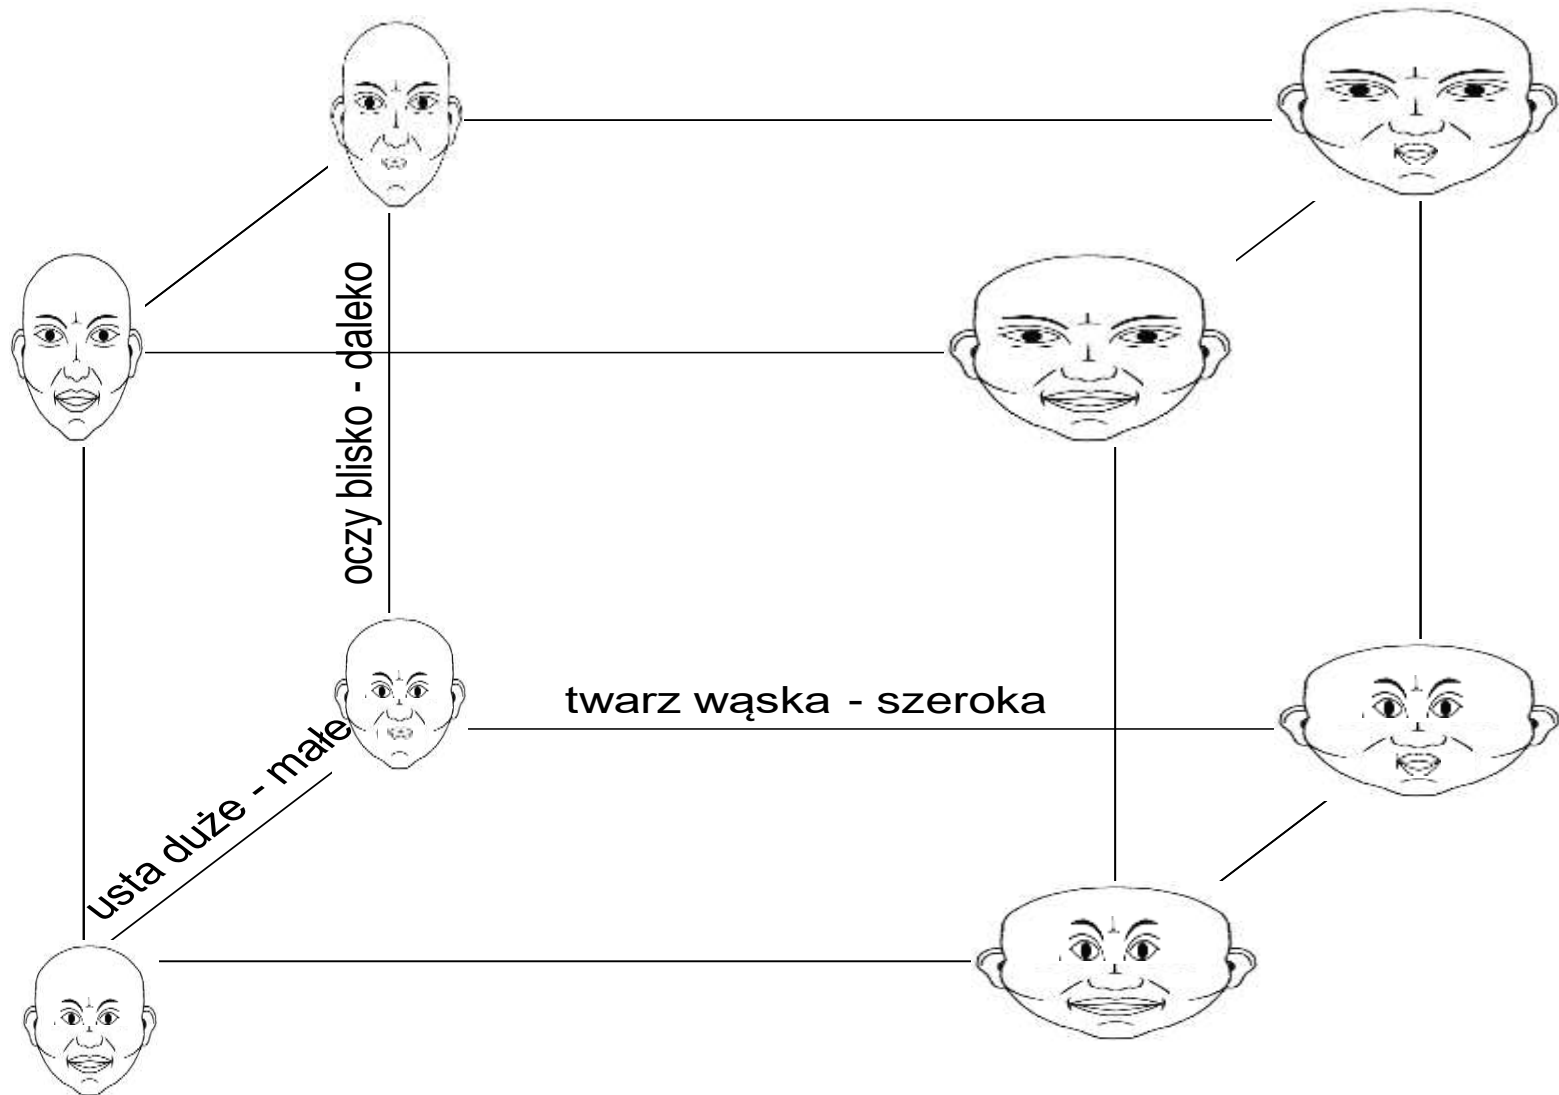 oczy blisko - daleko
twarz wąska - szeroka
usta duże - małe